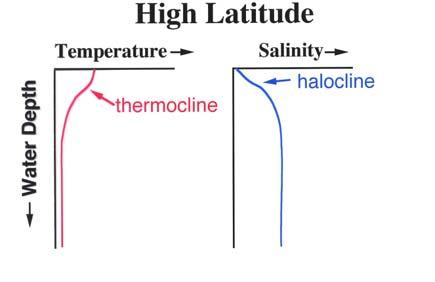 High Latitude
Temperature
Salinity
Water Depth
thermocline
halocline